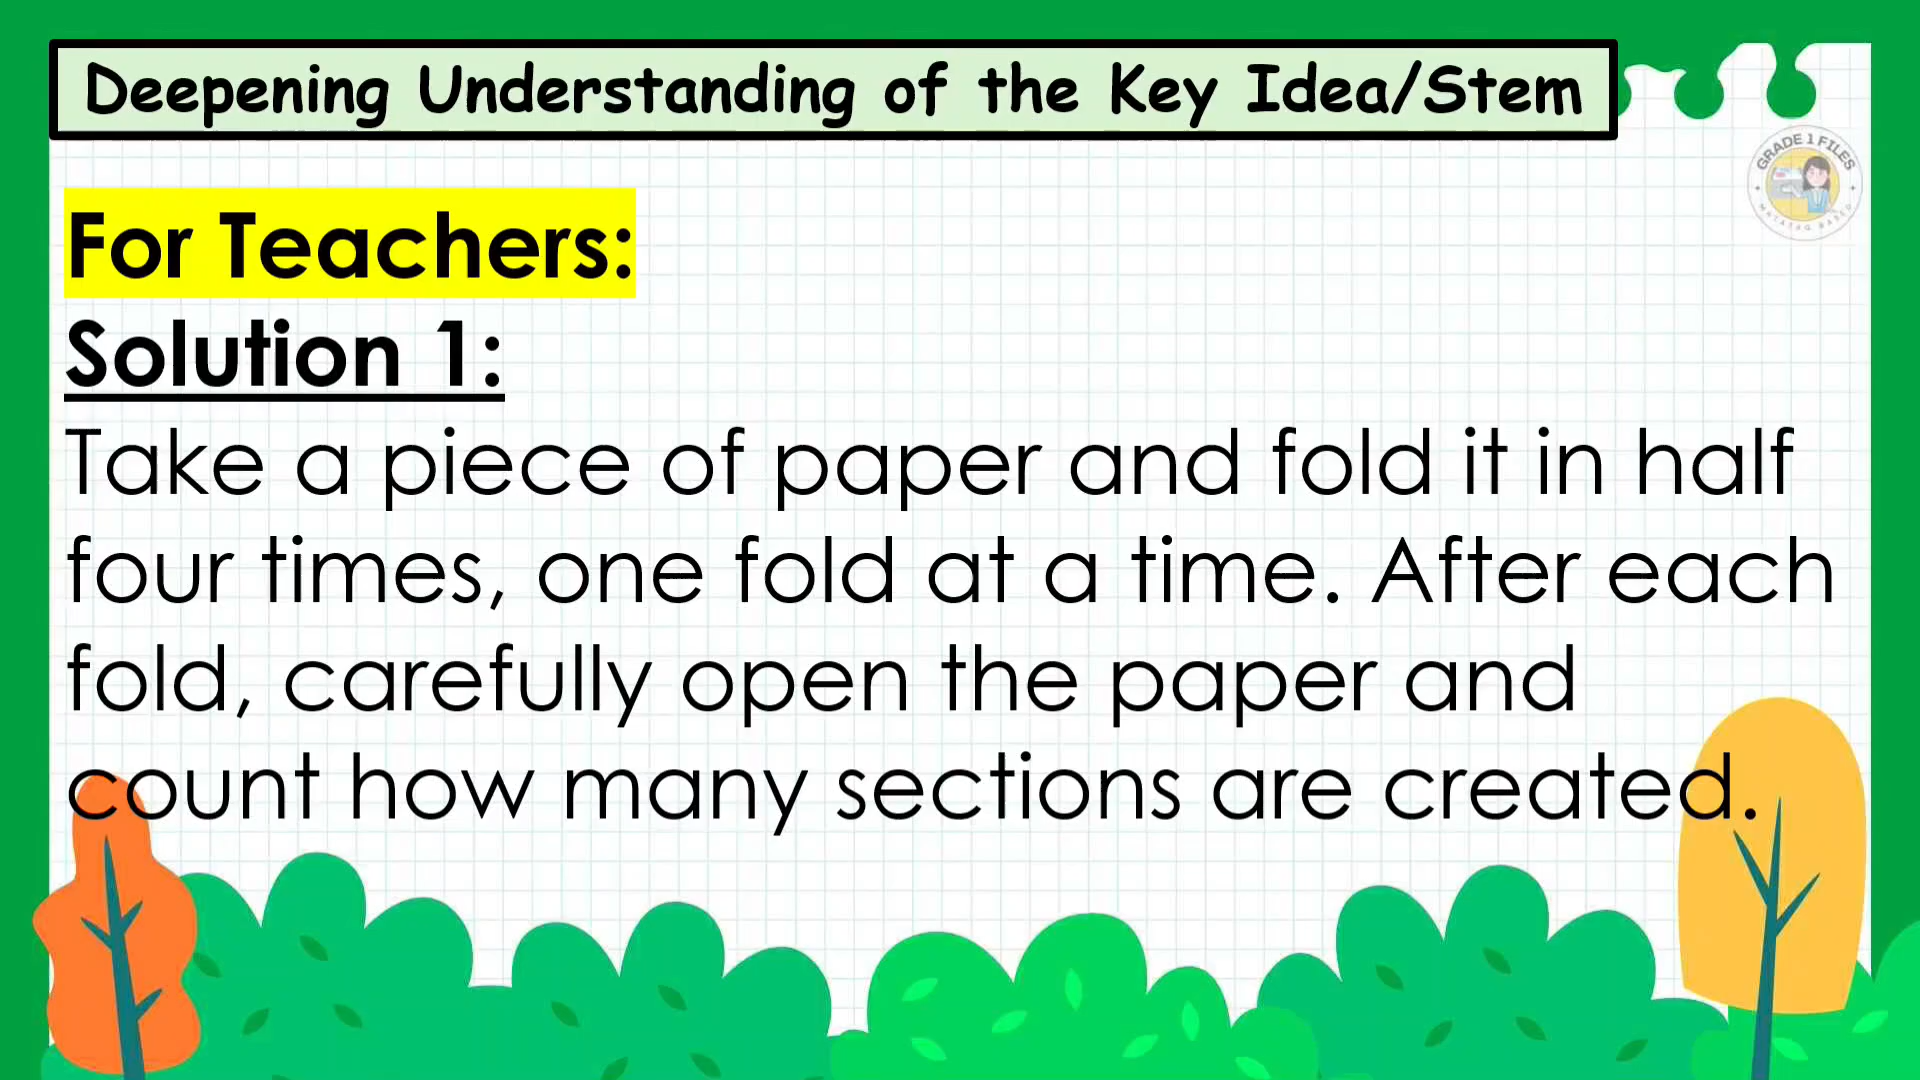 Deepening Understanding of the Key Idea/Stem
GRADE 1 FILES
MATATAG BASED
For Teachers:
Solution 1:
Take a piece of paper and fold it in half
four times, one fold at a time. After each
fold, carefully open the paper and
count how many sections are created.